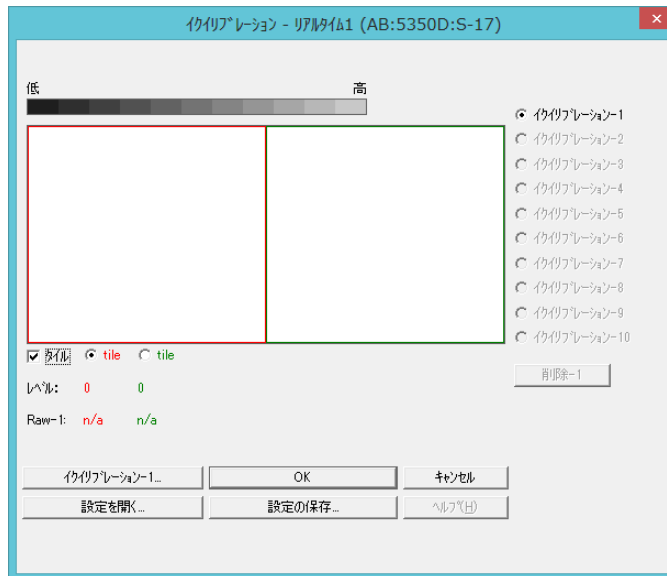 ｲｸｲﾘﾌﾞﾚｰｼｮﾝ - ﾘｱﾙﾀｲﾑ1 (AB:5350D:S-17)
低 高
ｲｸｲﾘﾌﾞﾚｰｼｮﾝ-1
ｲｸｲﾘﾌﾞﾚｰｼｮﾝ-2
ｲｸｲﾘﾌﾞﾚｰｼｮﾝ-3
ｲｸｲﾘﾌﾞﾚｰｼｮﾝ-4
ｲｸｲﾘﾌﾞﾚｰｼｮﾝ-5
ｲｸｲﾘﾌﾞﾚｰｼｮﾝ-6
ｲｸｲﾘﾌﾞﾚｰｼｮﾝ-7
ｲｸｲﾘﾌﾞﾚｰｼｮﾝ-8
ｲｸｲﾘﾌﾞﾚｰｼｮﾝ-9
ｲｸｲﾘﾌﾞﾚｰｼｮﾝ-10
削除-1
ﾀｲﾙ tile tile
ﾚﾍﾞﾙ: 0 0
Raw-1: n/a n/a
ｲｸｲﾘﾌﾞﾚｰｼｮﾝ-1... OK ｷｬﾝｾﾙ
設定を開く... 設定の保存... ﾍﾙﾌﾟ(H)